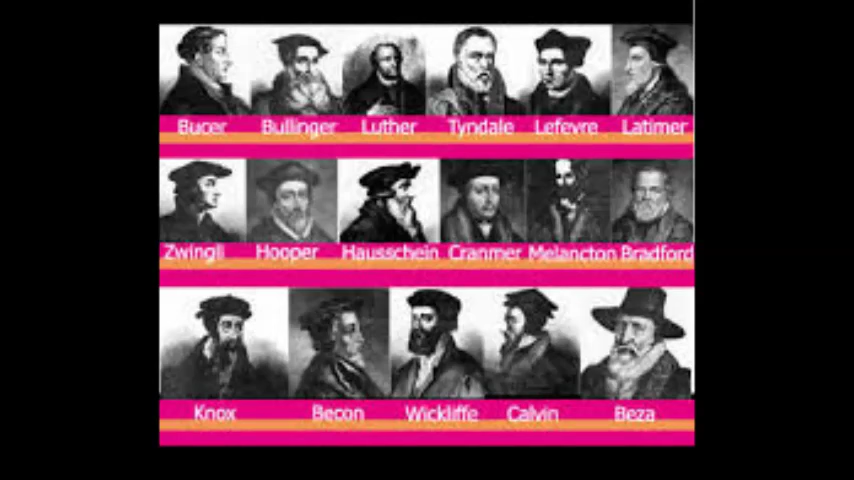 Bucer Bullinger Luther Tyndale Lefevre Latimer
Zwingli Hooper Hausschein Cranmer Melancton Bradford
Knox Becon Wickliffe Calvin Beza